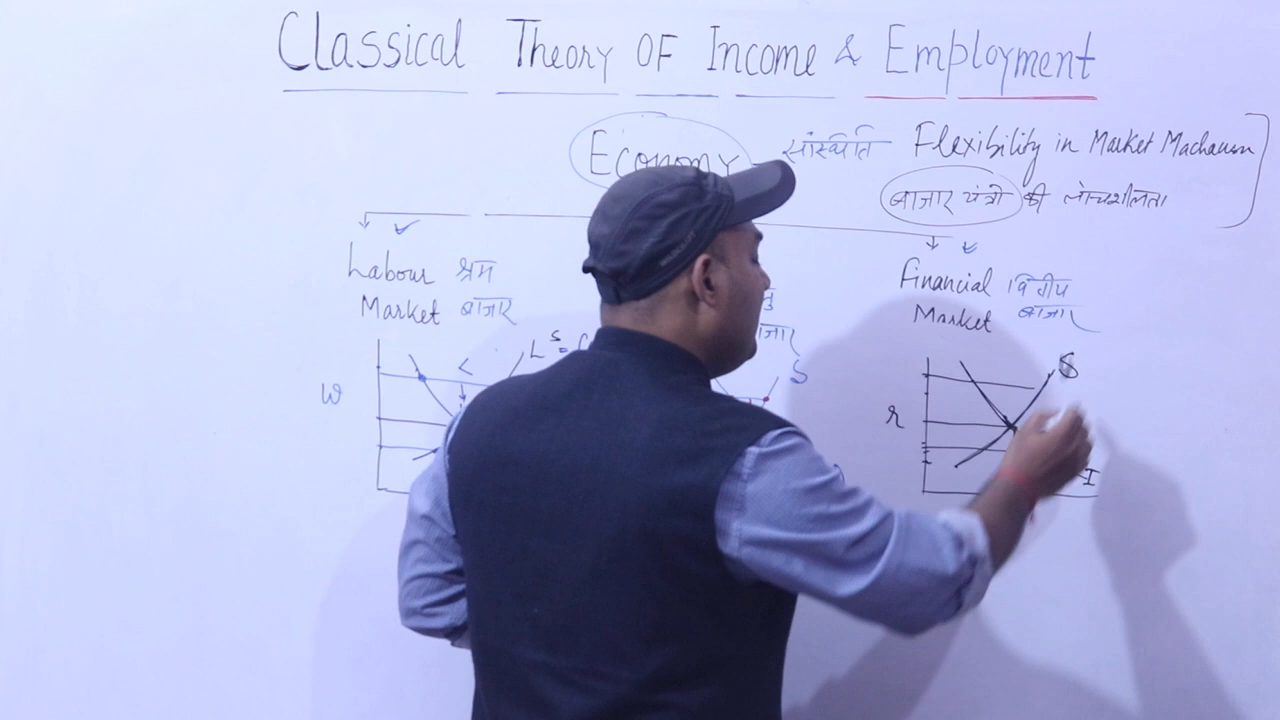 Classical Theory OF Income & Employment
Economy सांस्थिति Flexibility in Market Machanism
बाजार यंत्रो की लोचशीलता
Labour श्रम
Market बाजार
Financial वित्तीय
Market बाजार
W
L
S
S
r
S
I